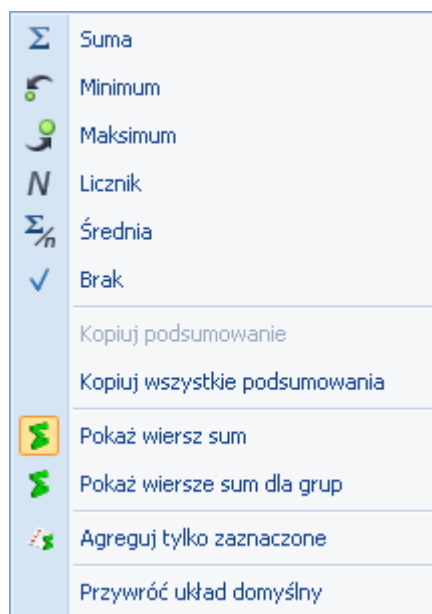 Suma
Minimum
Maksimum
Licznik
Średnia
Brak
Kopiuj podsumowanie
Kopiuj wszystkie podsumowania
Pokaż wiersz sum
Pokaż wiersze sum dla grup
Agreguj tylko zaznaczone
Przywróć układ domyślny